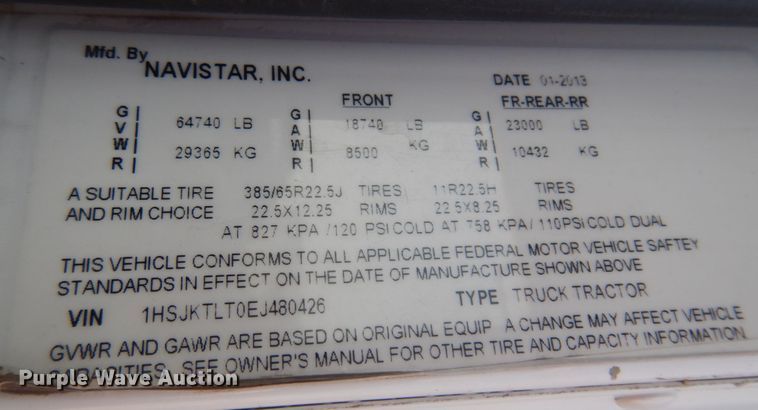 Mfd. By NAVISTAR, INC. DATE 01-2013
FRONT FR-REAR-RR
GVWR 64740 LB GAWR 18740 LB GAWR 23000 LB
29365 KG 8500 KG 10432 KG
A SUITABLE TIRE 385/65R22.5J TIRES 11R22.5H TIRES
AND RIM CHOICE 22.5X12.25 RIMS 22.5X8.25 RIMS
AT 827 KPA /120 PSI COLD AT 758 KPA/ 110PSI COLD DUAL
THIS VEHICLE CONFORMS TO ALL APPLICABLE FEDERAL MOTOR VEHICLE SAFTEY
STANDARDS IN EFFECT ON THE DATE OF MANUFACTURE SHOWN ABOVE
VIN 1HSJKTLT0EJ480426 TYPE TRUCK TRACTOR
GVWR AND GAWR ARE BASED ON ORIGINAL EQUIP A CHANGE MAY AFFECT VEHICLE
SEE OWNER'S MANUAL FOR OTHER TIRE AND CAPACITY INFORMATION
Purple Wave Auction